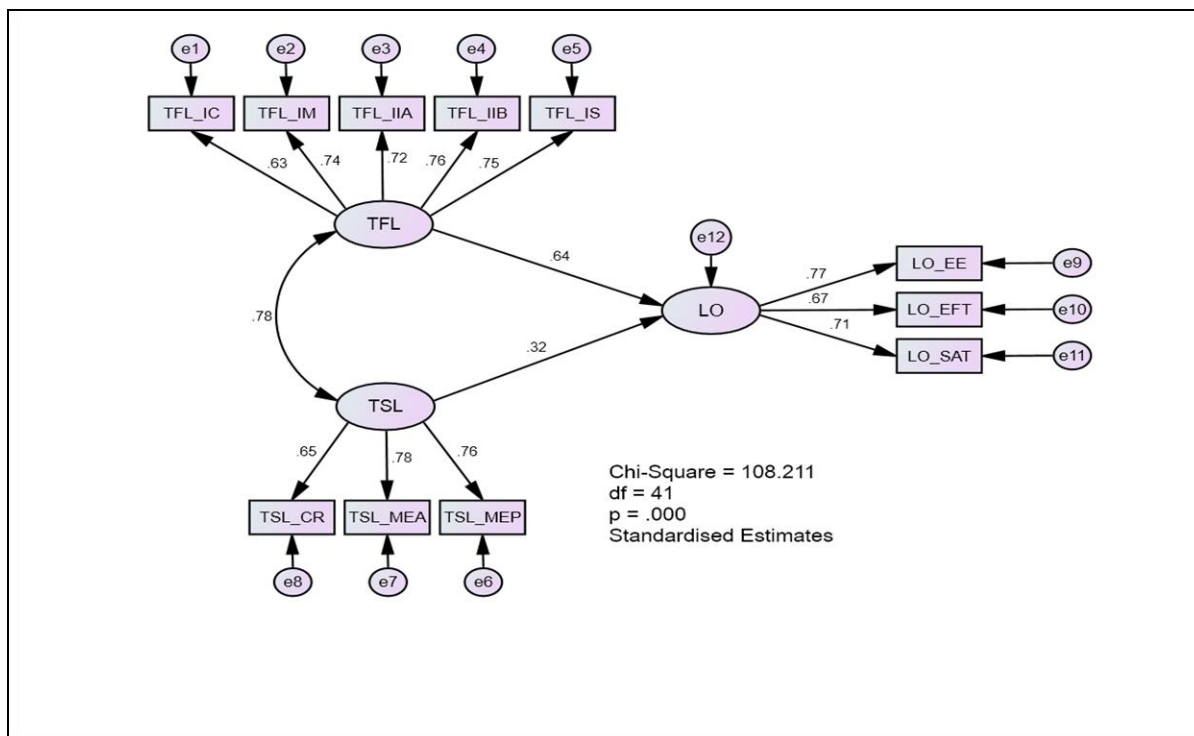 e1 e2 e3 e4 e5
TFL_IC TFL_IM TFL_IIA TFL_IIB TFL_IS
.63 .74 .72 .76 .75
TFL
e12
.64
LO_EE e9
.77
LO
.67
LO_EFT e10
.71
LO_SAT e11
.78
.32
TSL
.65 .78 .76
TSL_CR TSL_MEA TSL_MEP
e8 e7 e6
Chi-Square = 108.211
df = 41
p = .000
Standardised Estimates